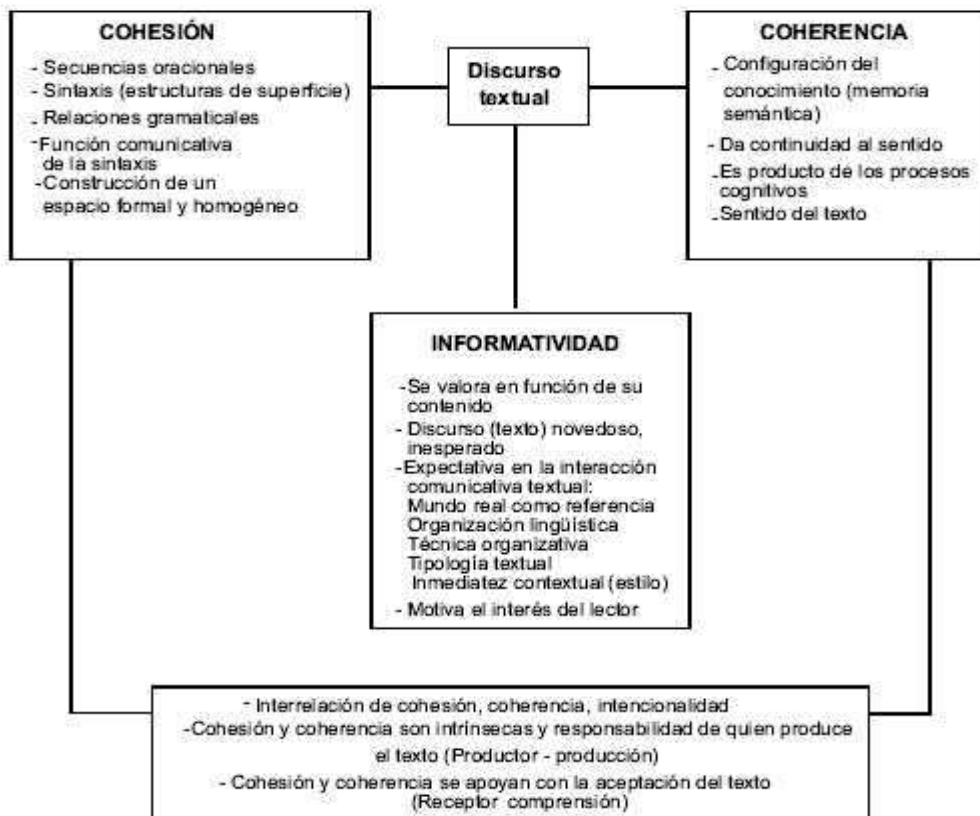 COHESIÓN
- Secuencias oracionales
- Sintaxis (estructuras de superficie)
- Relaciones gramaticales
- Función comunicativa
de la sintaxis
- Construcción de un
espacio formal y homogéneo
Discurso
textual
COHERENCIA
- Configuración del
conocimiento (memoria
semántica)
- Da continuidad al sentido
- Es producto de los procesos
cognitivos
- Sentido del texto
INFORMATIVIDAD
-Se valora en función de su
contenido
- Discurso (texto) novedoso,
inesperado
-Expectativa en la interacción
comunicativa textual:
Mundo real como referencia
Organización lingüística
Técnica organizativa
Tipología textual
Inmediatez contextual (estilo)
- Motiva el interés del lector
- Interrelación de cohesión, coherencia, intencionalidad
-Cohesión y coherencia son intrínsecas y responsabilidad de quien produce
el texto (Productor - producción)
- Cohesión y coherencia se apoyan con la aceptación del texto
(Receptor comprensión)